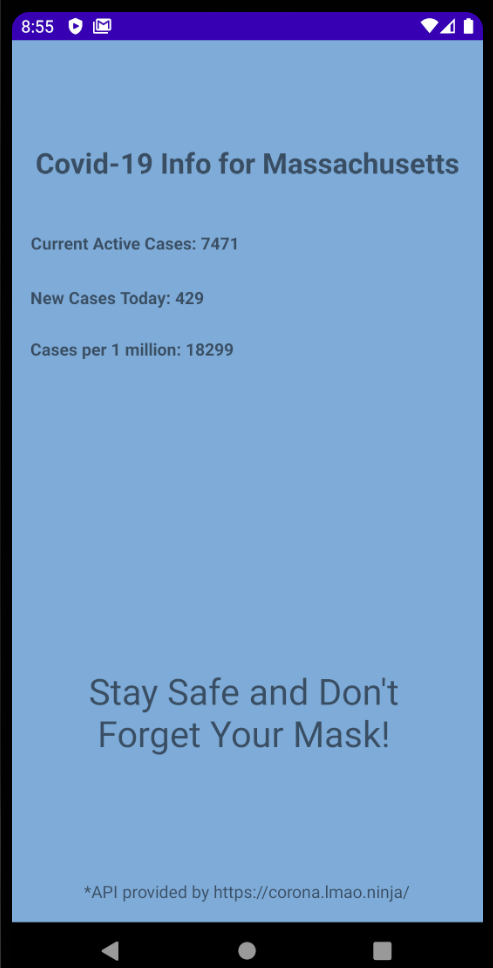 8:55
Covid-19 Info for Massachusetts
Current Active Cases: 7471
New Cases Today: 429
Cases per 1 million: 18299
Stay Safe and Don't
Forget Your Mask!
*API provided by https://corona.lmao.ninja/